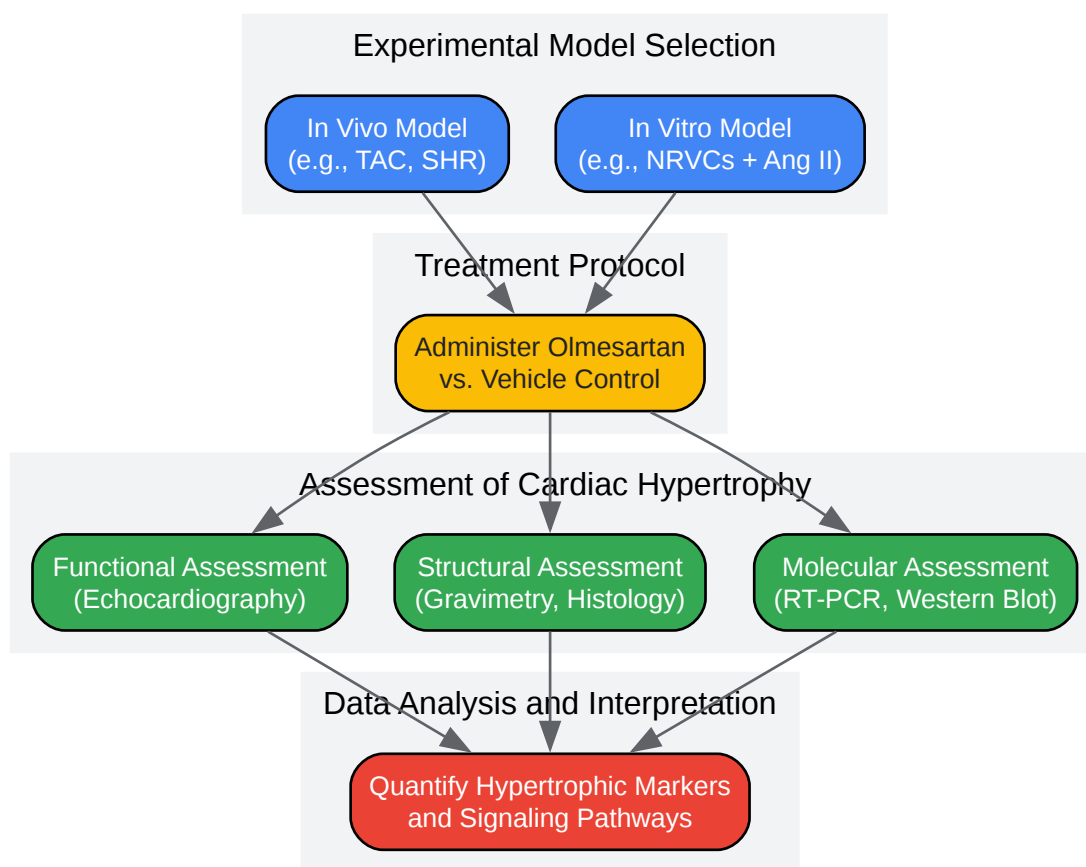 Experimental Model Selection
In Vivo Model
(e.g., TAC, SHR)
In Vitro Model
(e.g., NRVCs + Ang II)
Treatment Protocol
Administer Olmesartan
vs. Vehicle Control
Assessment of Cardiac Hypertrophy
Functional Assessment
(Echocardiography)
Structural Assessment
(Gravimetry, Histology)
Molecular Assessment
(RT-PCR, Western Blot)
Data Analysis and Interpretation
Quantify Hypertrophic Markers
and Signaling Pathways